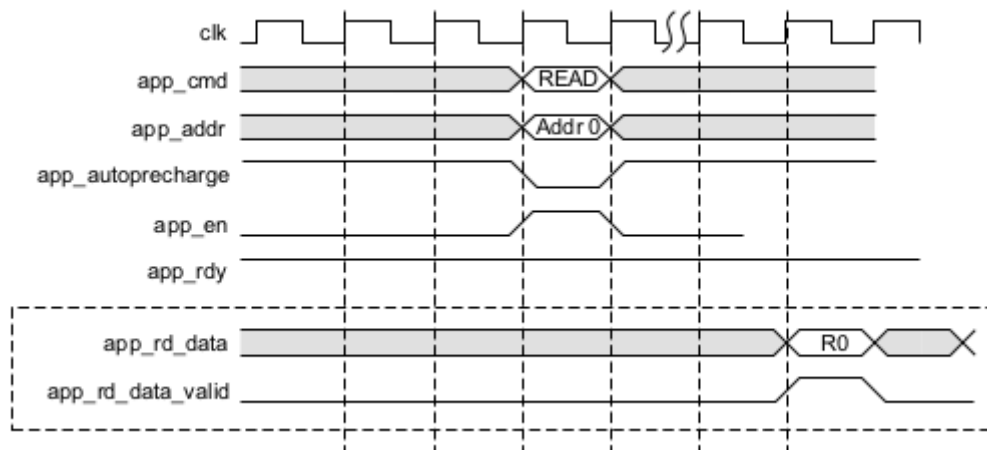 clk
app_cmd READ
app_addr Addr 0
app_autoprecharge
app_en
app_rdy
app_rd_data R0
app_rd_data_valid